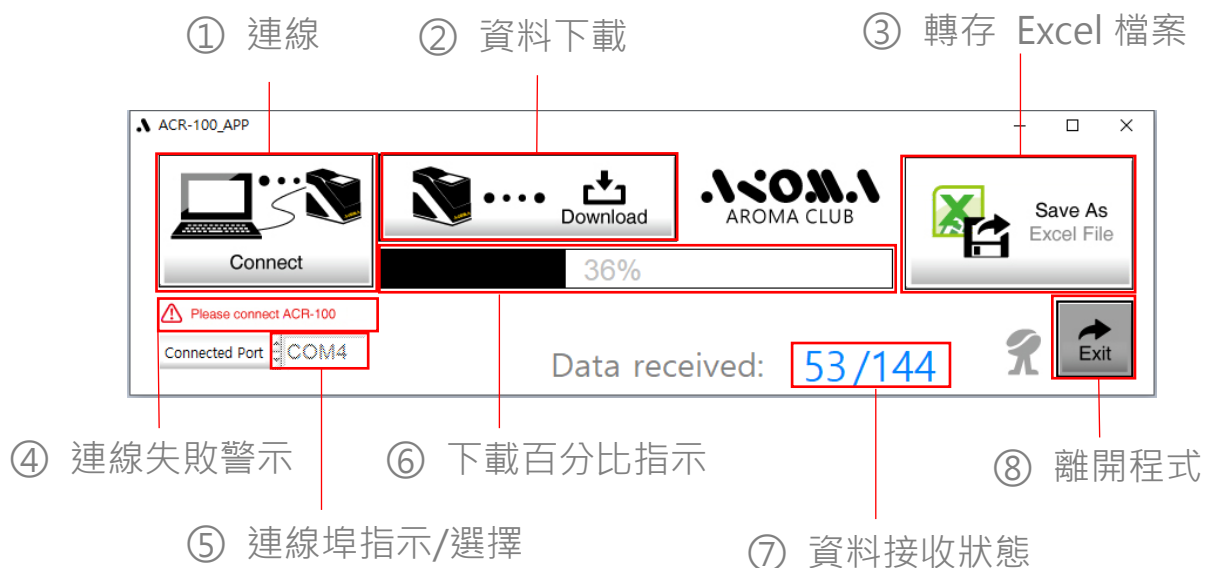 ① 連線
② 資料下載
③ 轉存 Excel 檔案
ACR-100_APP
Connect
Download
AROMA
AROMA CLUB
Save As
Excel File
36%
Please connect ACR-100
Connected Port
COM4
Data received:
53/144
Exit
④ 連線失敗警示
⑥ 下載百分比指示
⑧ 離開程式
⑤ 連線埠指示/選擇
⑦ 資料接收狀態